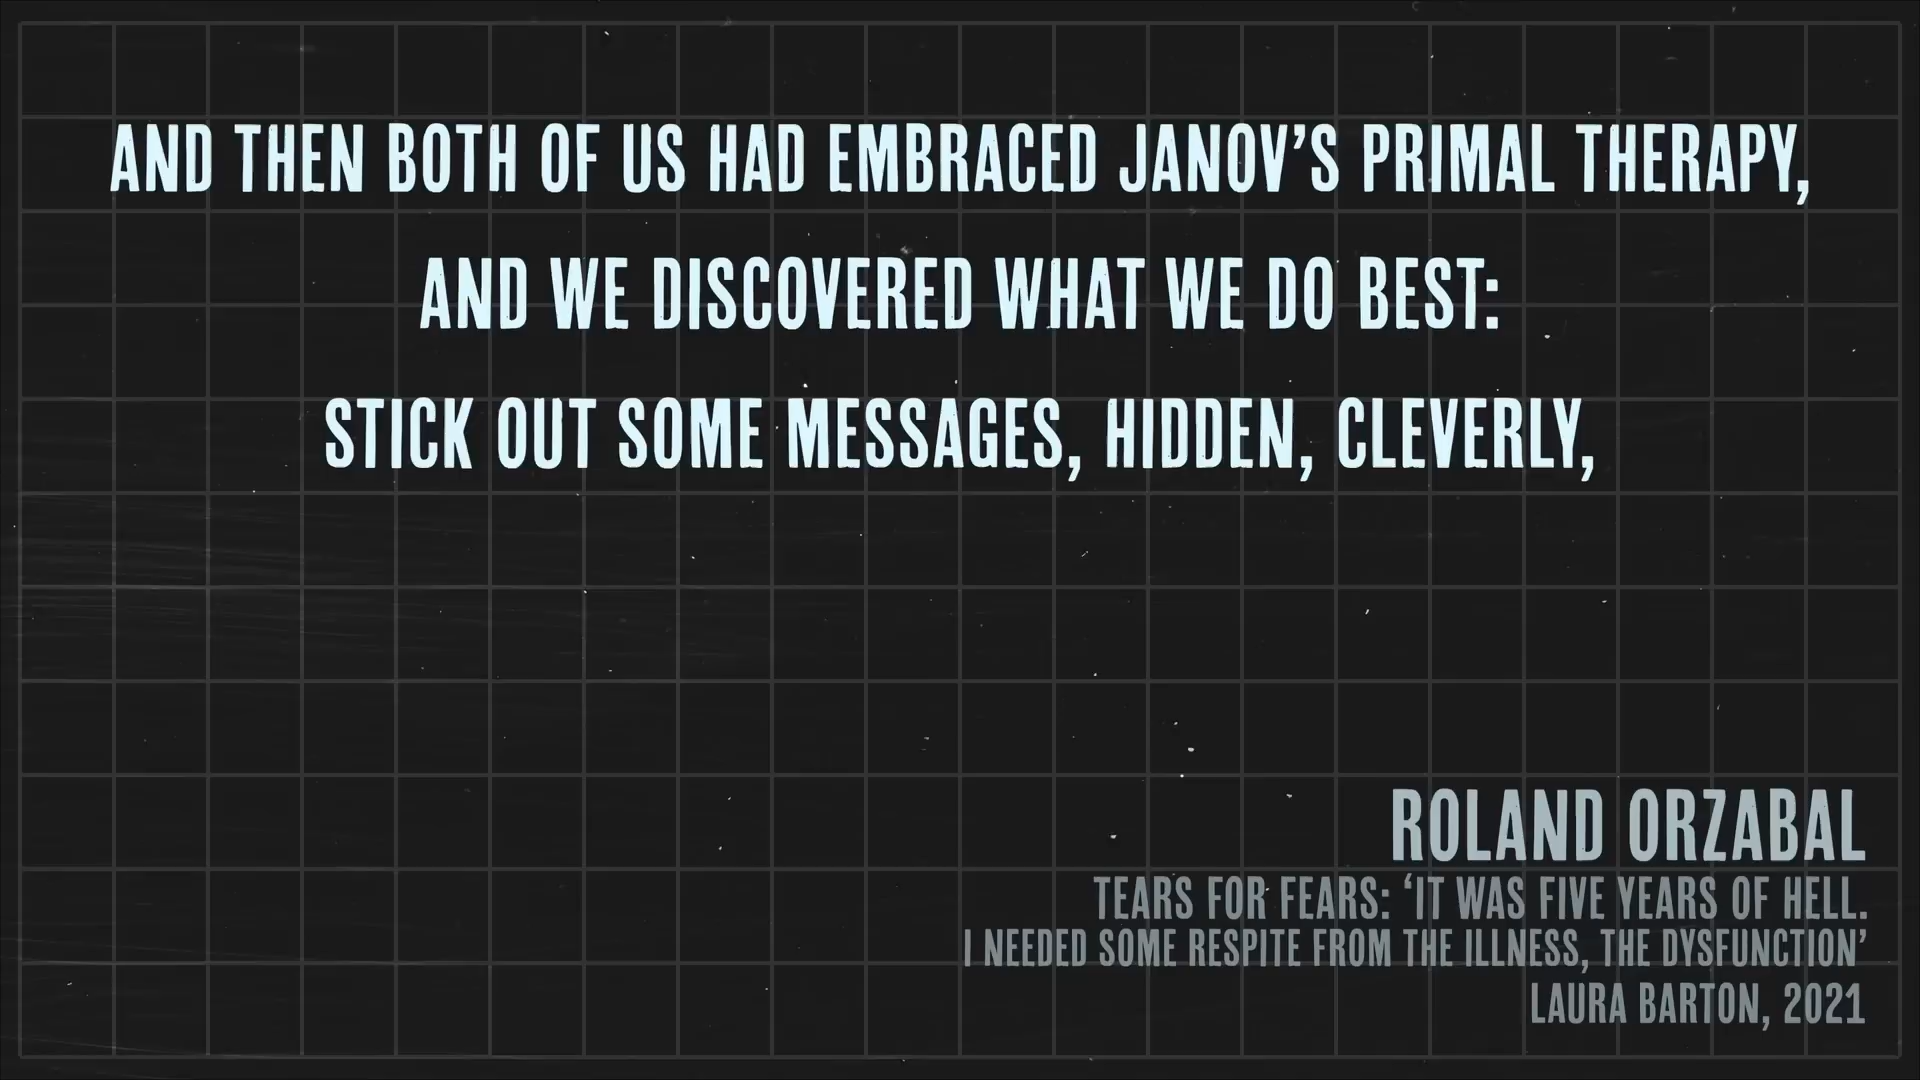 AND THEN BOTH OF US HAD EMBRACED JANOV’S PRIMAL THERAPY,
AND WE DISCOVERED WHAT WE DO BEST:
STICK OUT SOME MESSAGES, HIDDEN, CLEVERLY,
ROLAND ORZABAL
TEARS FOR FEARS: ‘IT WAS FIVE YEARS OF HELL.
I NEEDED SOME RESPITE FROM THE ILLNESS, THE DYSFUNCTION’
LAURA BARTON, 2021